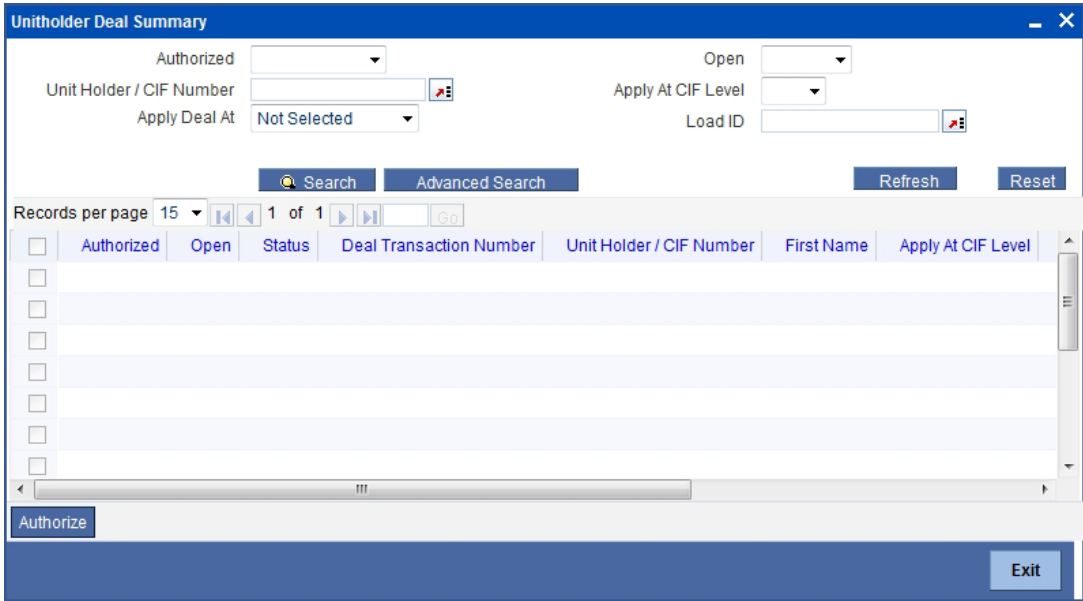 Unitholder Deal Summary
Authorized Open
Unit Holder / CIF Number Apply At CIF Level
Apply Deal At Not Selected Load ID
Search Advanced Search Refresh Reset
Records per page 15 1 of 1 Go
Authorized Open Status Deal Transaction Number Unit Holder / CIF Number First Name Apply At CIF Level
Authorize
Exit